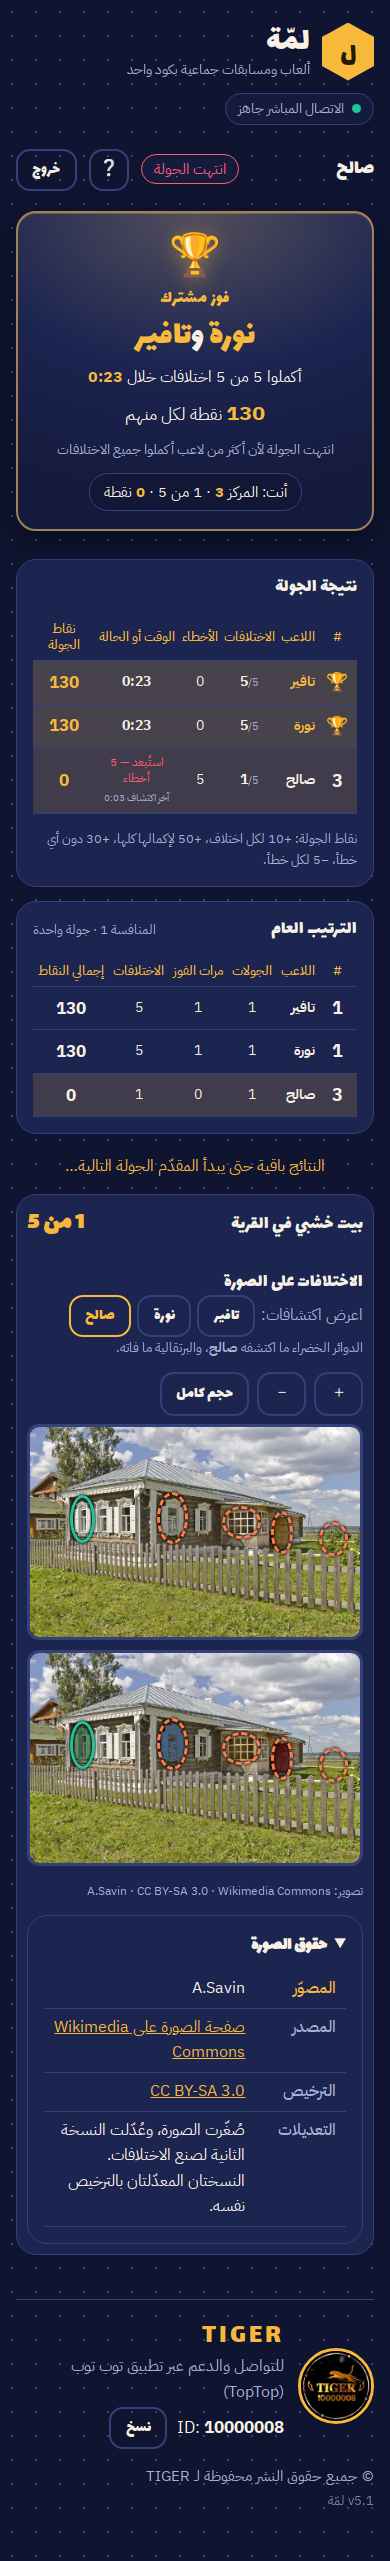 ل
لمّة
ألعاب ومسابقات جماعية بكود واحد
الاتصال المباشر جاهز
صالح
انتهت الجولة
?
خروج
فوز مشترك
نورة وتافير
أكملوا 5 من 5 اختلافات خلال 0:23
130 نقطة لكل منهم
انتهت الجولة لأن أكثر من لاعب أكملوا جميع الاختلافات
أنت: المركز 3 · 1 من 5 · 0 نقطة
نتيجة الجولة
# اللاعب الاختلافات الأخطاء الوقت أو الحالة نقاط الجولة
تافير 5/5 0 0:23 130
نورة 5/5 0 0:23 130
3 صالح 1/5 5 استُبعد — 5 أخطاء 0
آخر اكتشاف 0:03
نقاط الجولة: +10 لكل اختلاف، +50 لإكمالها كلها، +30 دون أي
خطأ، −5 لكل خطأ.
الترتيب العام
المنافسة 1 · جولة واحدة
# اللاعب الجولات مرات الفوز الاختلافات إجمالي النقاط
1 تافير 1 1 5 130
1 نورة 1 1 5 130
3 صالح 1 0 1 0
النتائج باقية حتى يبدأ المقدّم الجولة التالية...
بيت خشبي في القرية
1 من 5
الاختلافات على الصورة
اعرض اكتشافات: تافير نورة صالح
الدوائر الخضراء ما اكتشفه صالح، والبرتقالية ما فاته.
+ − حجم كامل
تصوير: A.Savin · CC BY-SA 3.0 · Wikimedia Commons
▼ حقوق الصورة
المصوّر A.Savin
المصدر صفحة الصورة على Wikimedia
Commons
الترخيص CC BY-SA 3.0
التعديلات صُغّرت الصورة، وعُدّلت النسخة
الثانية لصنع الاختلافات.
النسختان المعدّلتان بالترخيص
نفسه.
TIGER
10000008
TIGER
للتواصل والدعم عبر تطبيق توب توب
(TopTop)
ID: 10000008
نسخ
© جميع حقوق النشر محفوظة لـ TIGER
لمّة v5.1